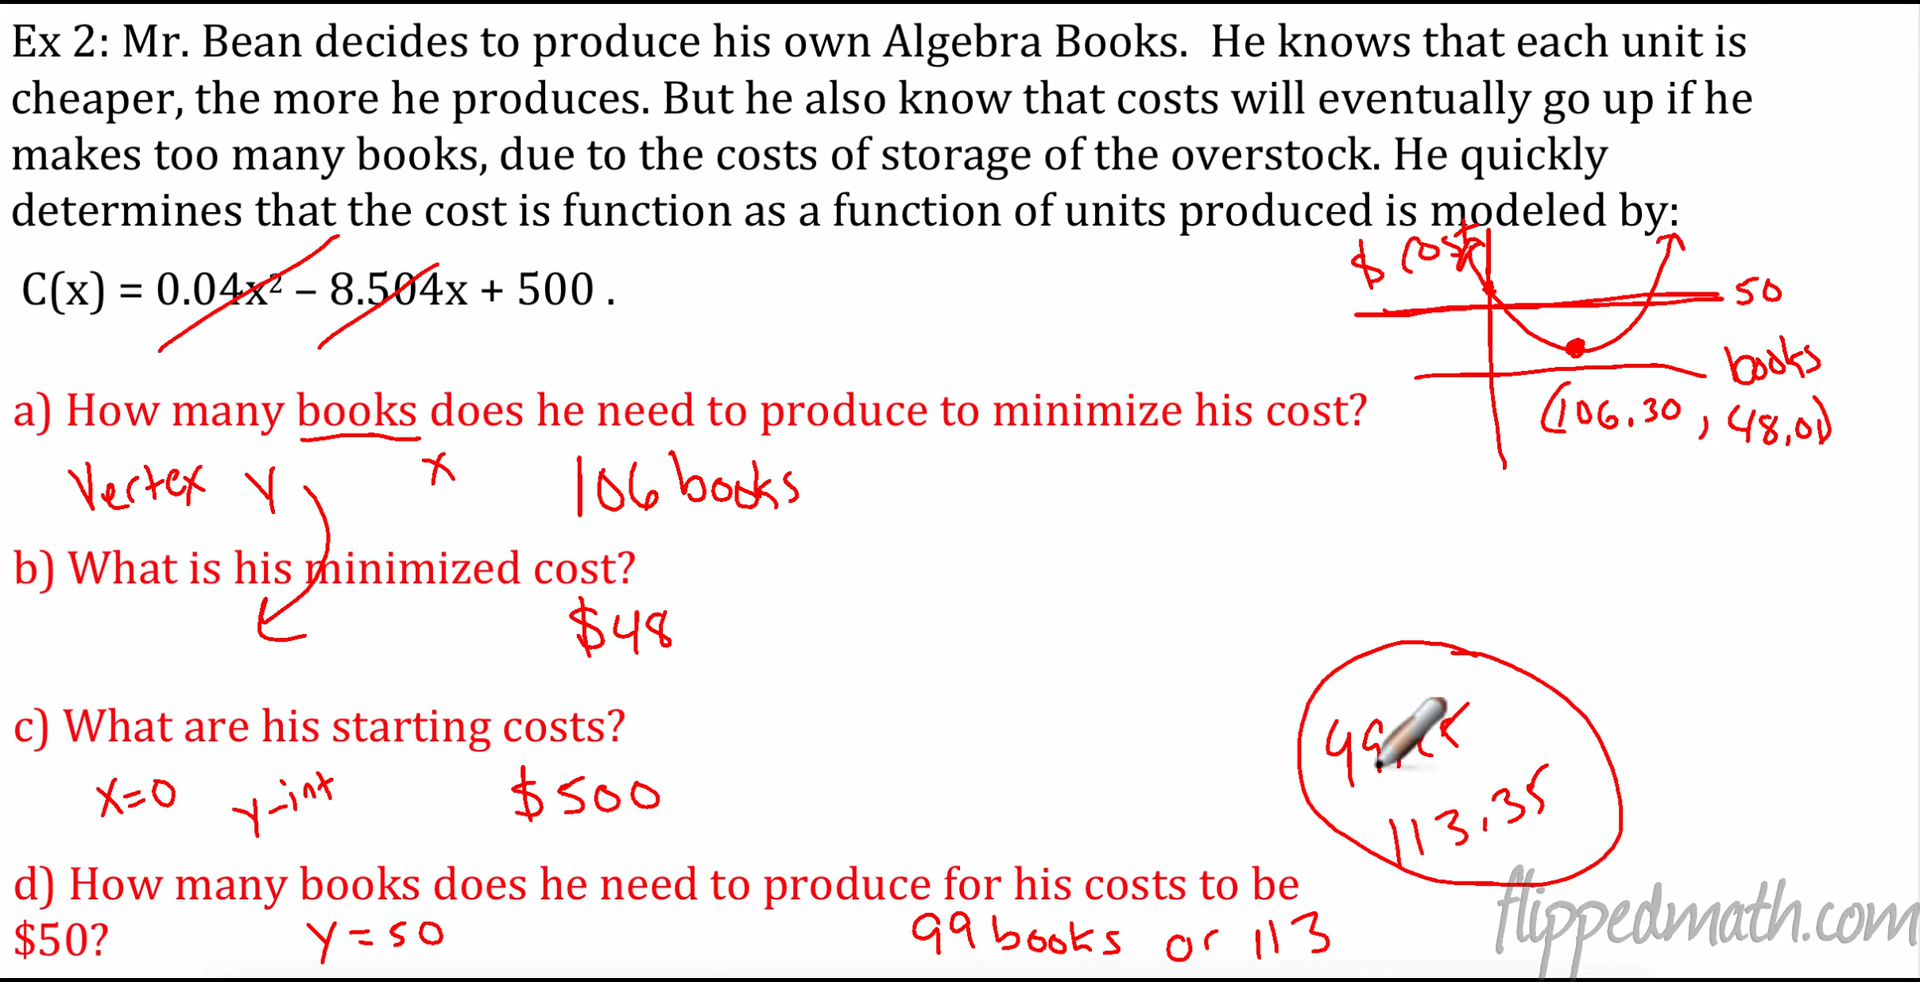 Ex 2: Mr. Bean decides to produce his own Algebra Books. He knows that each unit is
cheaper, the more he produces. But he also know that costs will eventually go up if he
makes too many books, due to the costs of storage of the overstock. He quickly
determines that the cost is function as a function of units produced is modeled by:
$ cost
C(x) = 0.04x² – 8.504x + 500 .
50
books
a) How many books does he need to produce to minimize his cost?
(106.30, 48.01)
Vertex y x 106 books
b) What is his minimized cost?
$48
c) What are his starting costs?
x=0 y-int $500
113.35
d) How many books does he need to produce for his costs to be
$50? y=50 99 books or 113
flippedmath.com